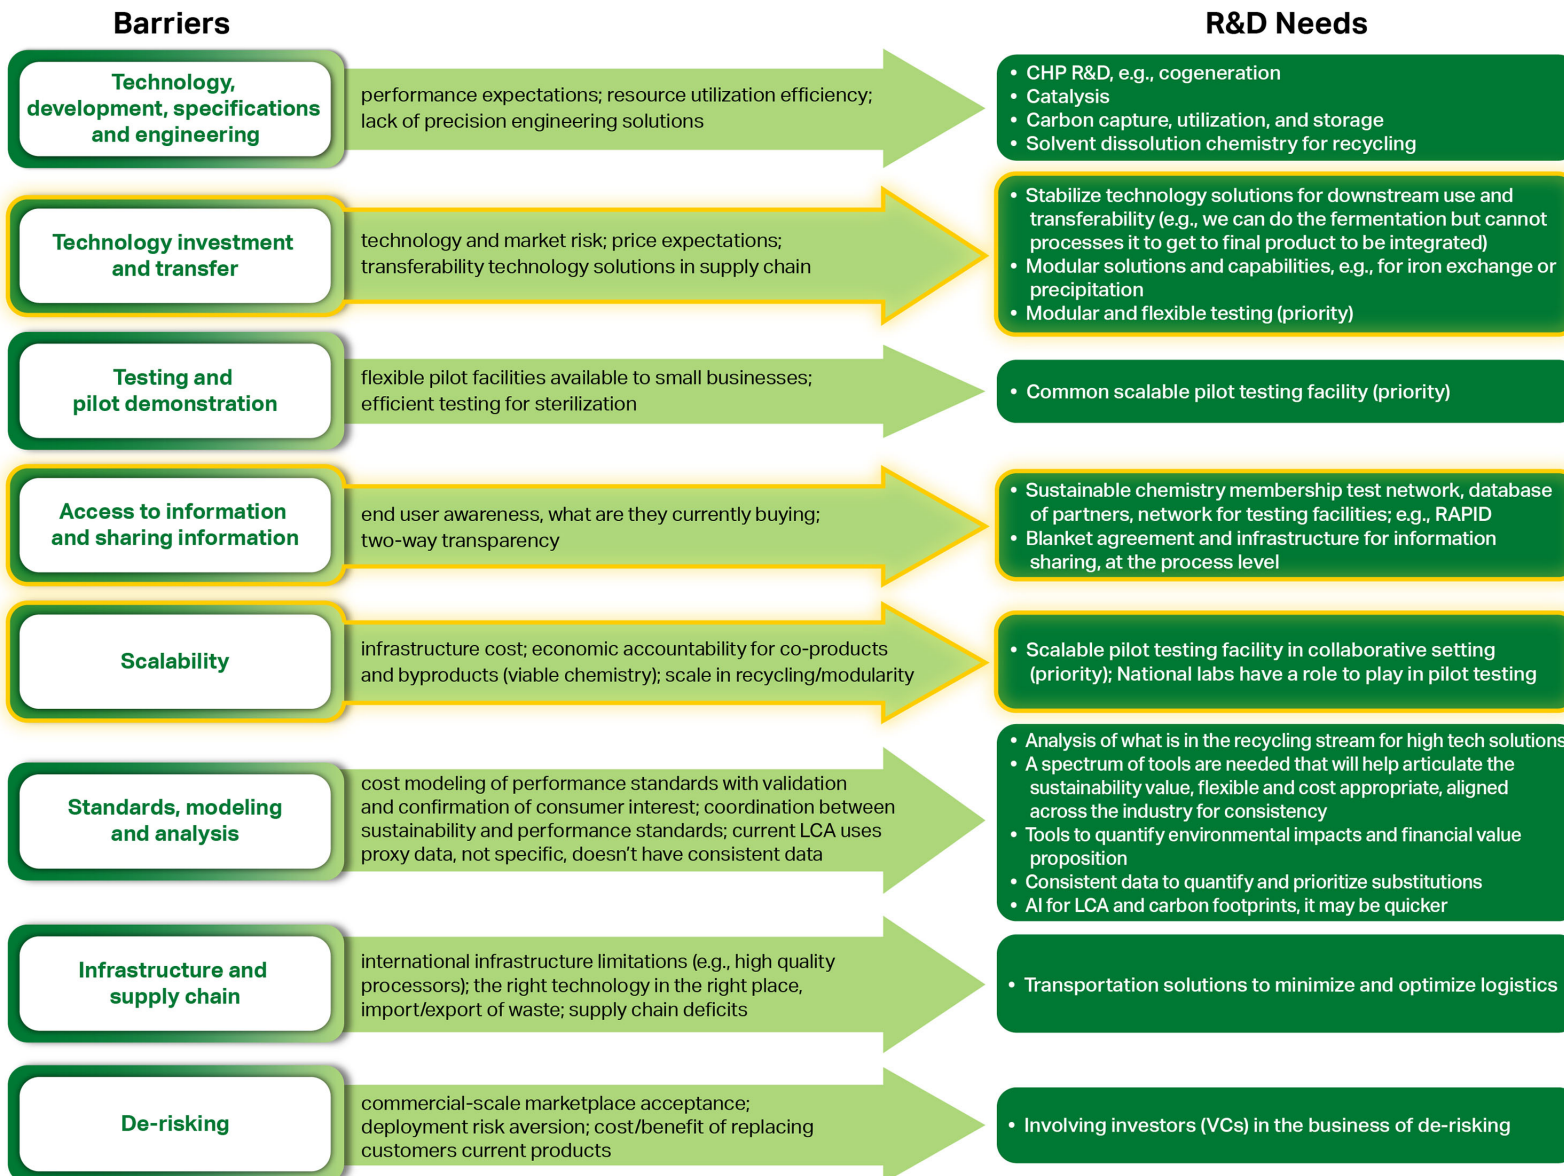 Barriers
R&D Needs
Technology,
development, specifications
and engineering
performance expectations; resource utilization efficiency;
lack of precision engineering solutions
• CHP R&D, e.g., cogeneration
• Catalysis
• Carbon capture, utilization, and storage
• Solvent dissolution chemistry for recycling
Technology investment
and transfer
technology and market risk; price expectations;
transferability technology solutions in supply chain
• Stabilize technology solutions for downstream use and
transferability (e.g., we can do the fermentation but cannot
processes it to get to final product to be integrated)
• Modular solutions and capabilities, e.g., for iron exchange or
precipitation
• Modular and flexible testing (priority)
Testing and
pilot demonstration
flexible pilot facilities available to small businesses;
efficient testing for sterilization
• Common scalable pilot testing facility (priority)
Access to information
and sharing information
end user awareness, what are they currently buying;
two-way transparency
• Sustainable chemistry membership test network, database
of partners, network for testing facilities; e.g., RAPID
• Blanket agreement and infrastructure for information
sharing, at the process level
Scalability
infrastructure cost; economic accountability for co-products
and byproducts (viable chemistry); scale in recycling/modularity
• Scalable pilot testing facility in collaborative setting
(priority); National labs have a role to play in pilot testing
Standards, modeling
and analysis
cost modeling of performance standards with validation
and confirmation of consumer interest; coordination between
sustainability and performance standards; current LCA uses
proxy data, not specific, doesn’t have consistent data
• Analysis of what is in the recycling stream for high tech solutions
• A spectrum of tools are needed that will help articulate the
sustainability value, flexible and cost appropriate, aligned
across the industry for consistency
• Tools to quantify environmental impacts and financial value
proposition
• Consistent data to quantify and prioritize substitutions
• AI for LCA and carbon footprints, it may be quicker
Infrastructure and
supply chain
international infrastructure limitations (e.g., high quality
processors); the right technology in the right place,
import/export of waste; supply chain deficits
• Transportation solutions to minimize and optimize logistics
De-risking
commercial-scale marketplace acceptance;
deployment risk aversion; cost/benefit of replacing
customers current products
• Involving investors (VCs) in the business of de-risking